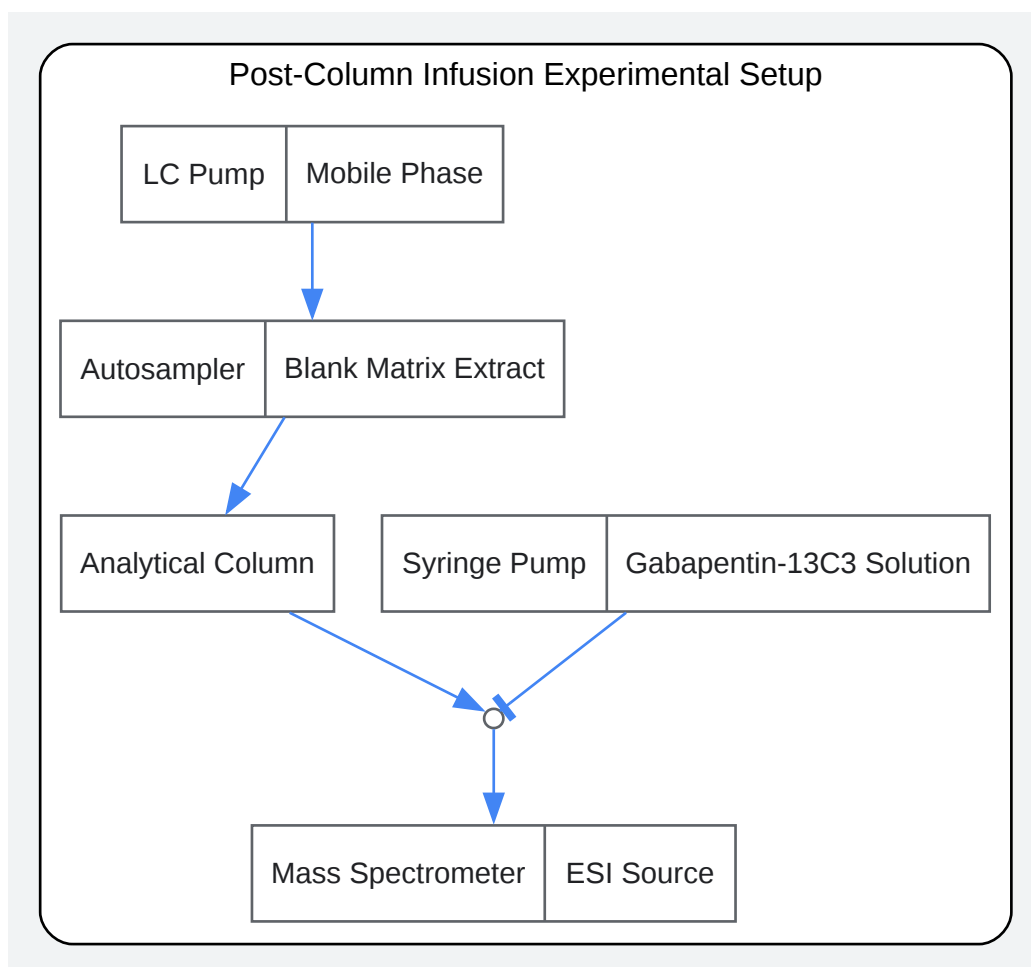 Post-Column Infusion Experimental Setup
LC Pump
Mobile Phase
Autosampler
Blank Matrix Extract
Analytical Column
Syringe Pump
Gabapentin-13C3 Solution
Mass Spectrometer
ESI Source